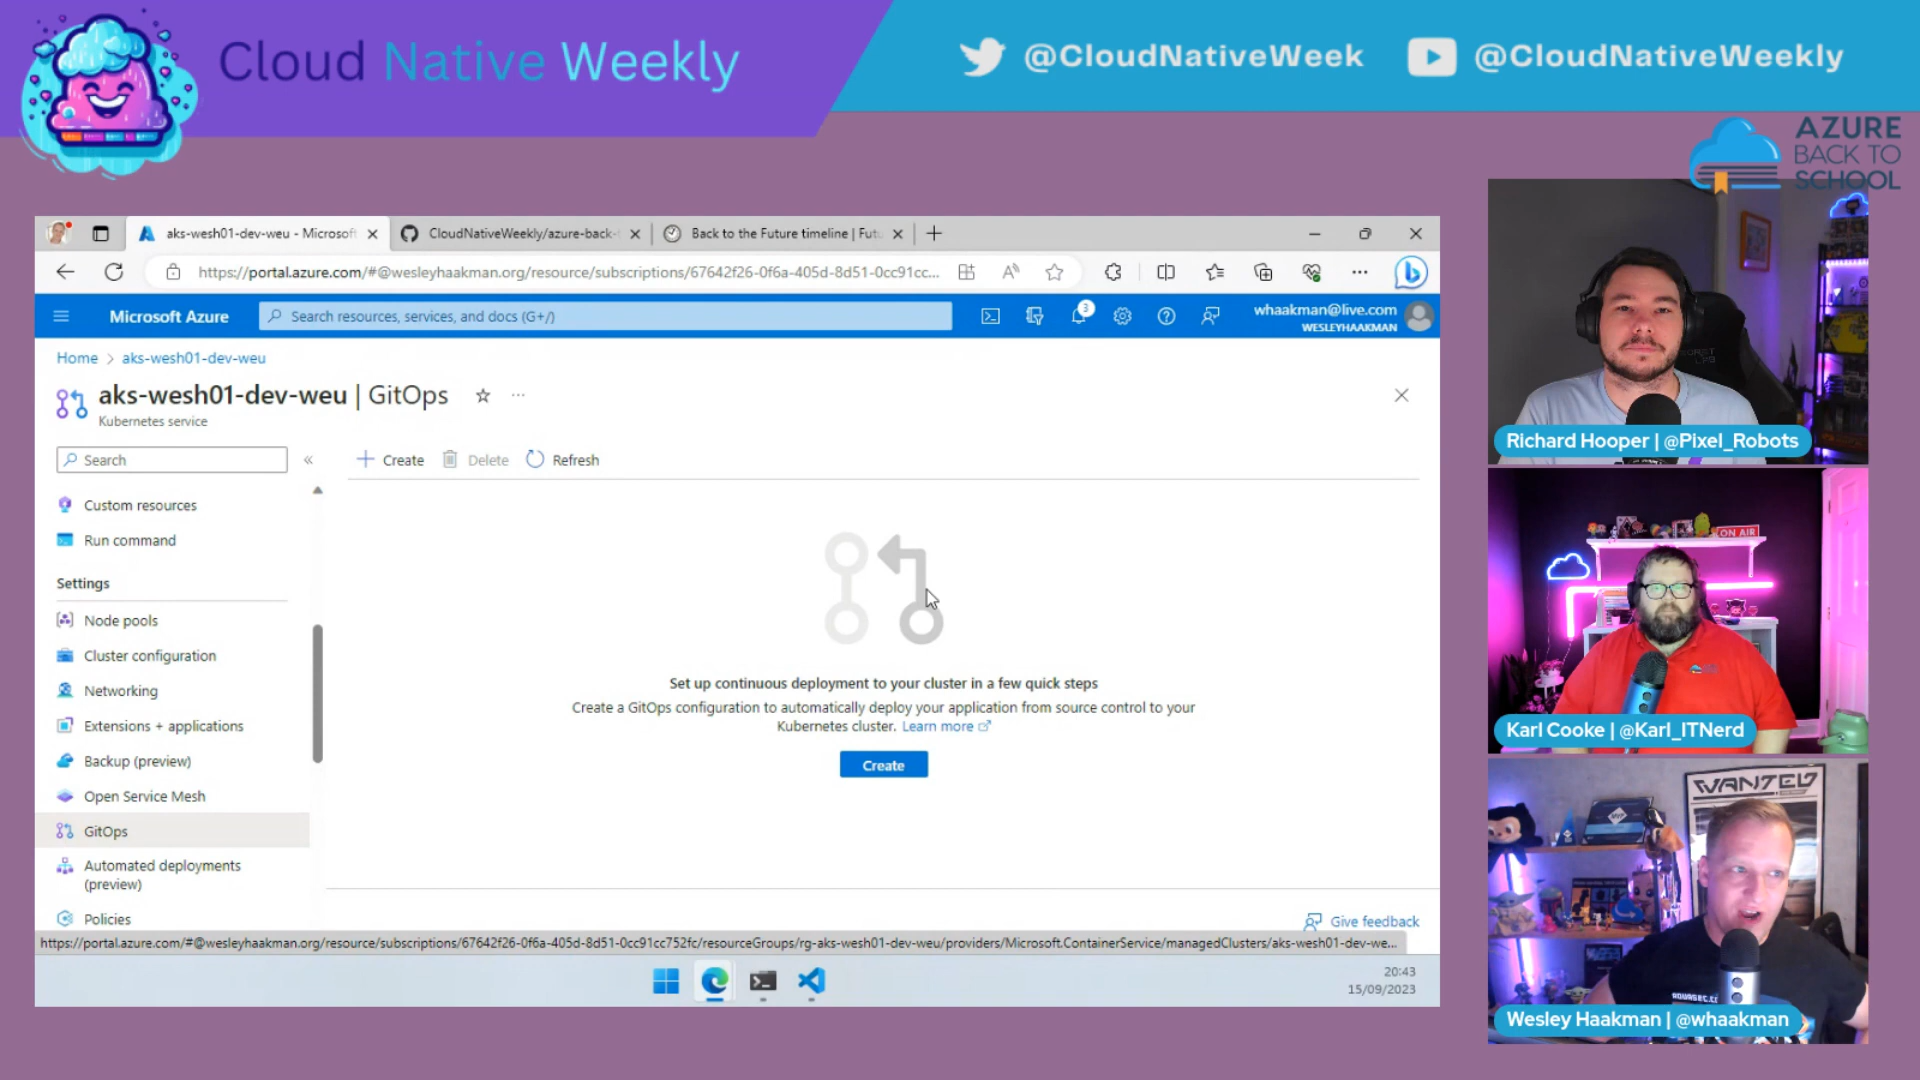 Cloud Native Weekly
@CloudNativeWeek
@CloudNativeWeekly
AZURE
BACK TO
SCHOOL
aks-wesh01-dev-weu - Microsoft
CloudNativeWeekly/azure-back-
Back to the Future timeline | Futu
https://portal.azure.com/#@wesleyhaakman.org/resource/subscriptions/67642f26-0f6a-405d-8d51-0cc91cc...
Microsoft Azure
Search resources, services, and docs (G+/)
3
whaakman@live.com
WESLEYHAAKMAN
Home > aks-wesh01-dev-weu
aks-wesh01-dev-weu | GitOps
Kubernetes service
Search
Create
Delete
Refresh
Custom resources
Run command
Settings
Node pools
Cluster configuration
Networking
Extensions + applications
Backup (preview)
Open Service Mesh
GitOps
Automated deployments
(preview)
Policies
Set up continuous deployment to your cluster in a few quick steps
Create a GitOps configuration to automatically deploy your application from source control to your
Kubernetes cluster. Learn more
Create
Give feedback
https://portal.azure.com/#@wesleyhaakman.org/resource/subscriptions/67642f26-0f6a-405d-8d51-0cc91cc752fc/resourceGroups/rg-aks-wesh01-dev-weu/providers/Microsoft.ContainerService/managedClusters/aks-wesh01-dev-we...
20:43
15/09/2023
Richard Hooper | @Pixel_Robots
ON AIR
Karl Cooke | @Karl_ITNerd
WANTED
Wesley Haakman | @whaakman